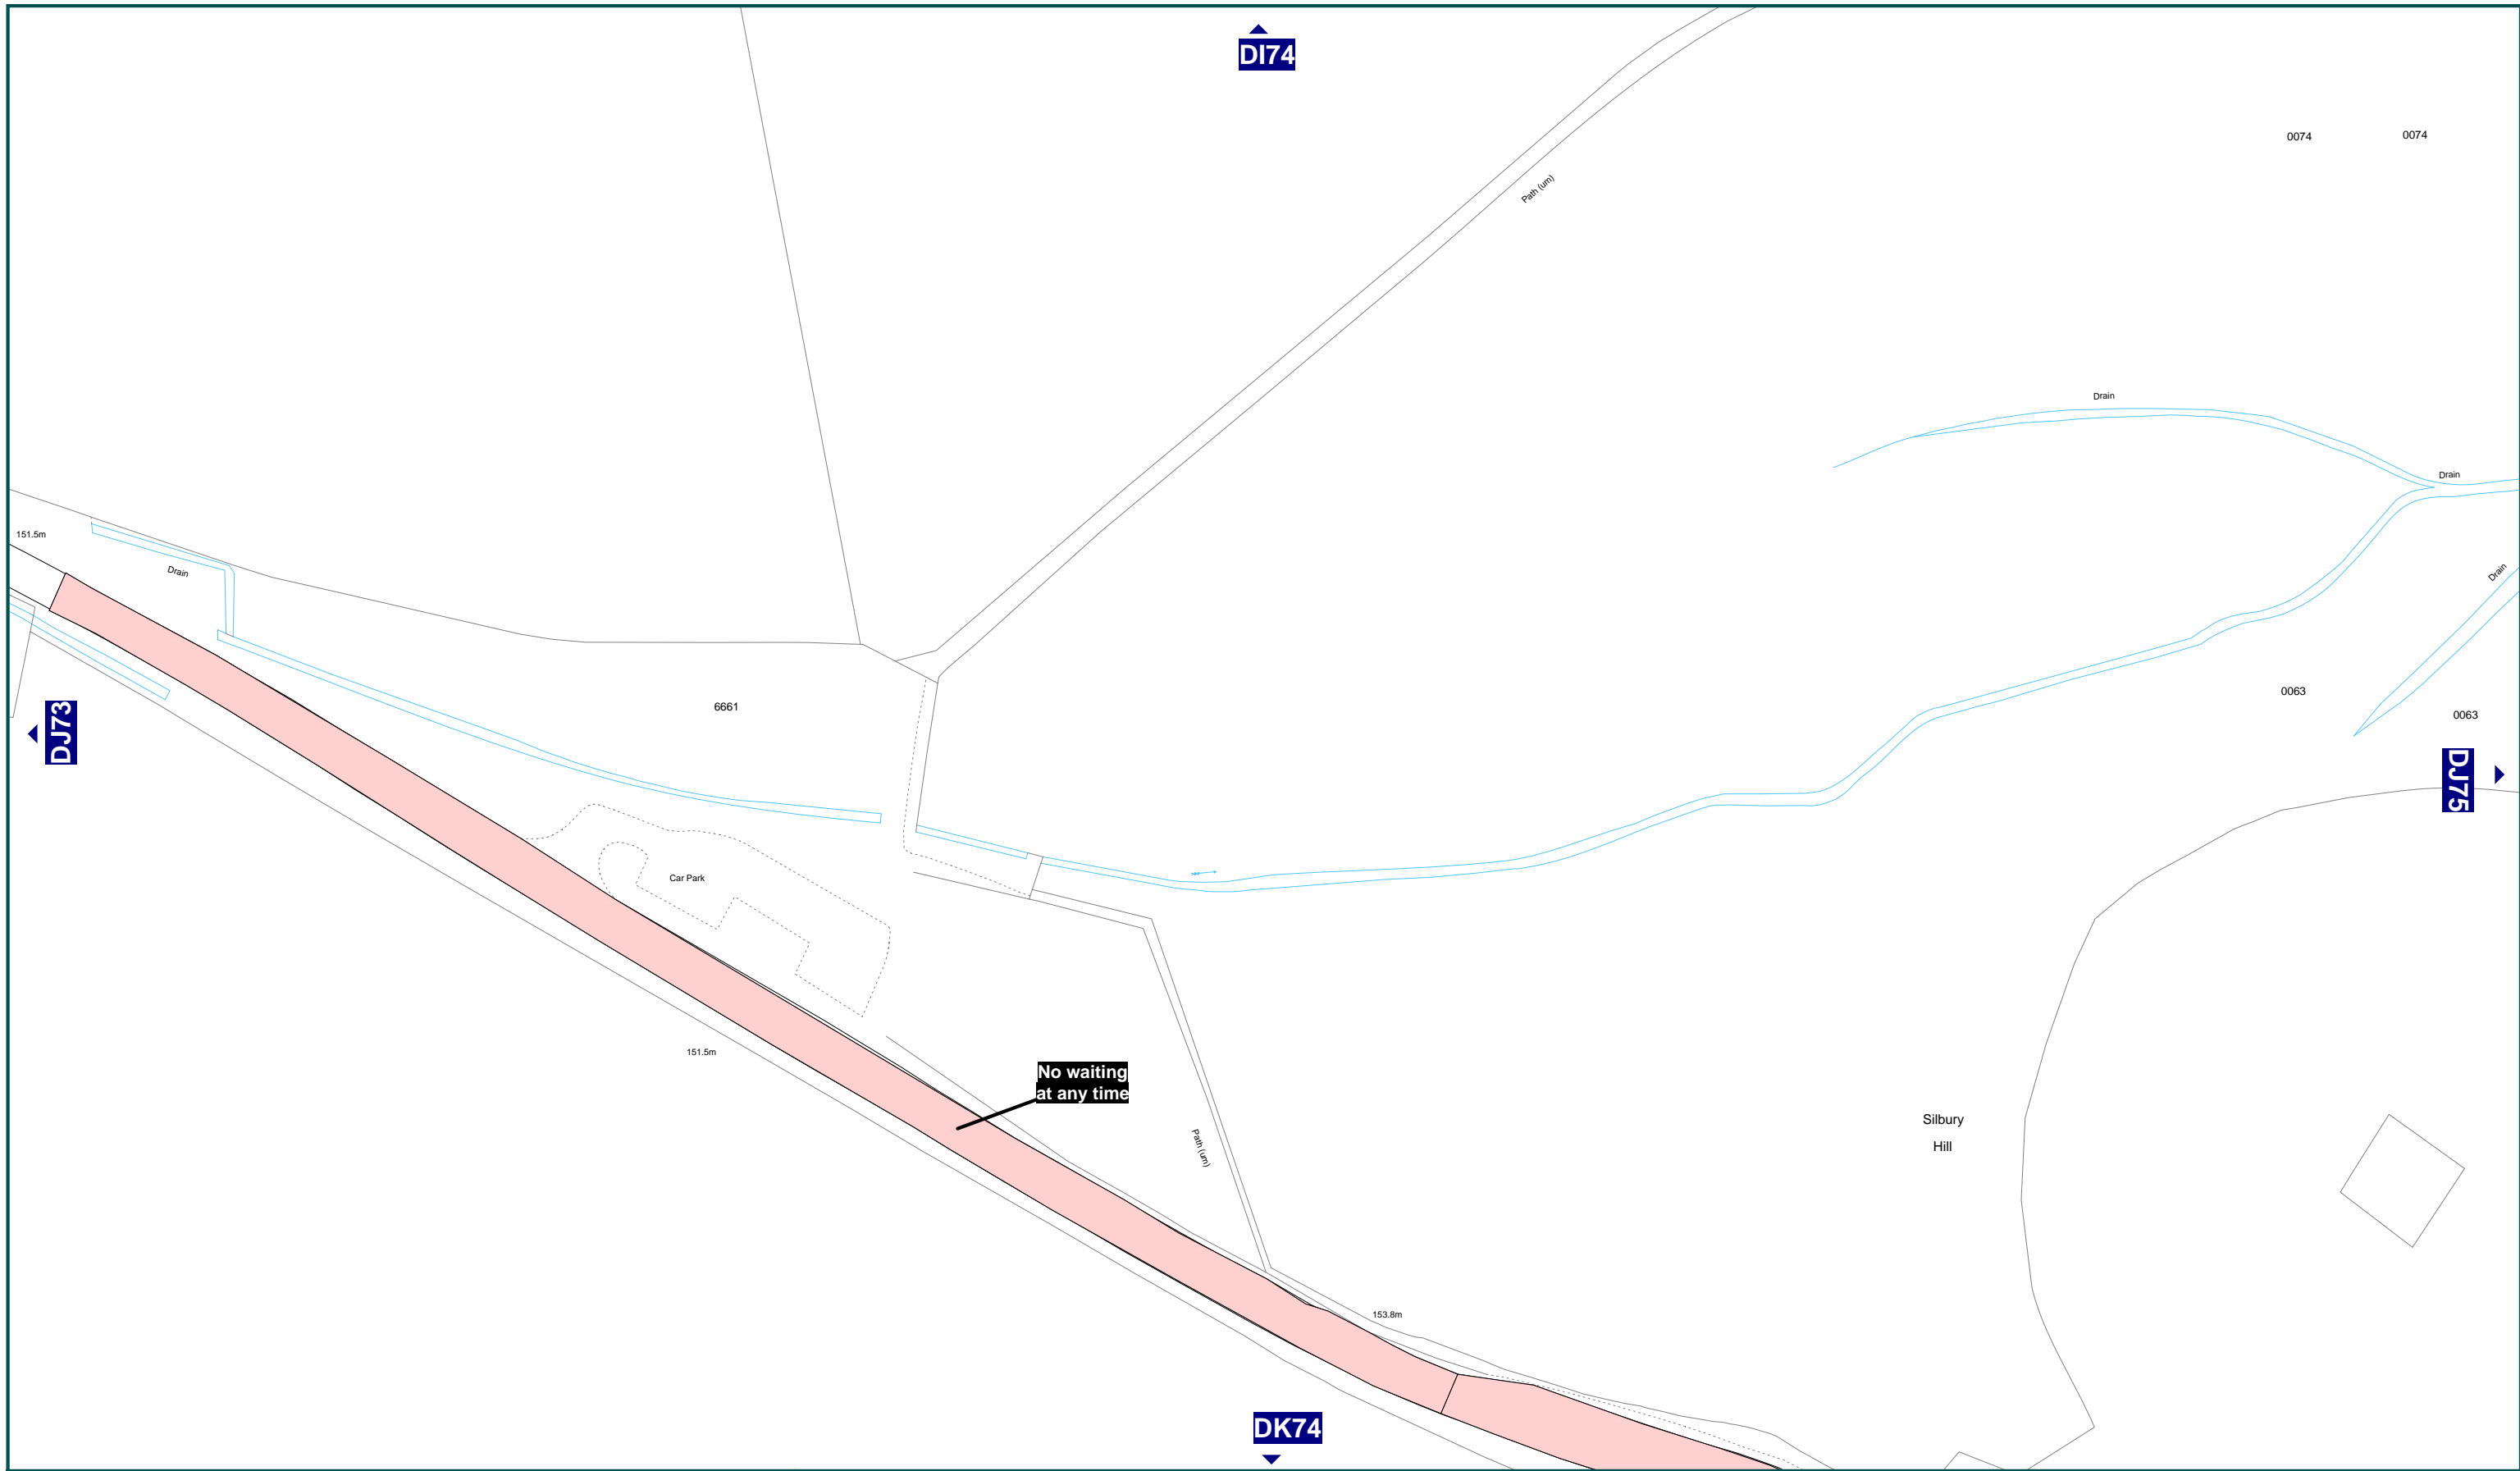 DI74
0074
0074
Path (um)
Drain
Drain
151.5m
Drain
Drain
0063
6661
0063
DJ73
DJ75
Car Park
151.5m
No waiting
at any time
Silbury
Hill
Path (um)
153.8m
DK74